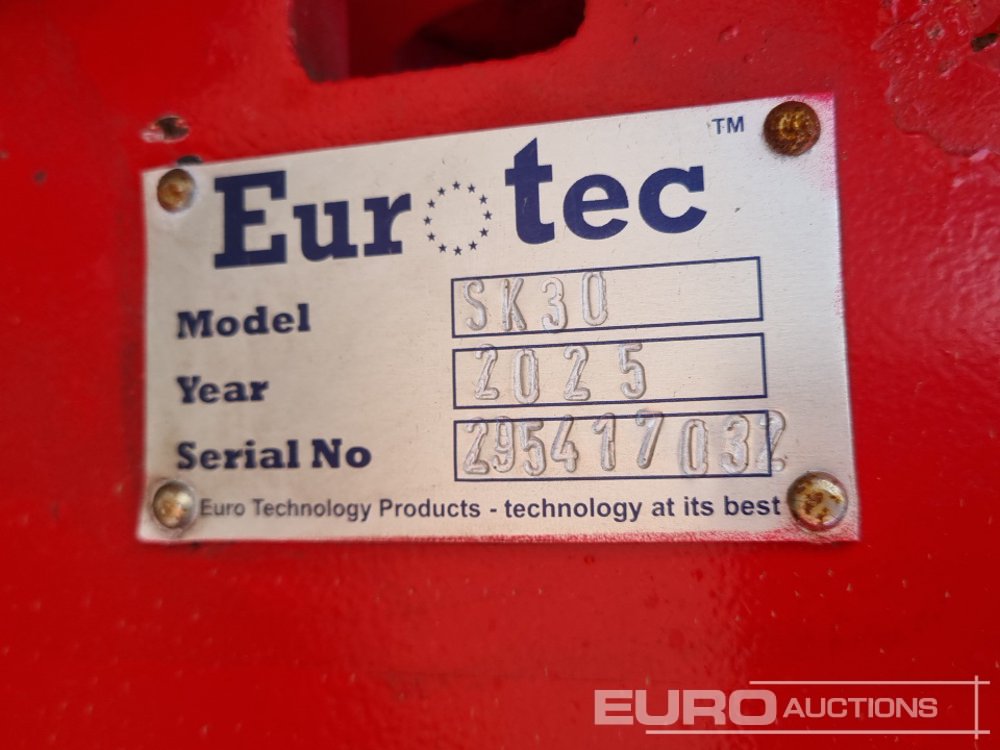 Eurotec TM
Model SK30
Year 2025
Serial No 295417032
Euro Technology Products - technology at its best
EURO AUCTIONS